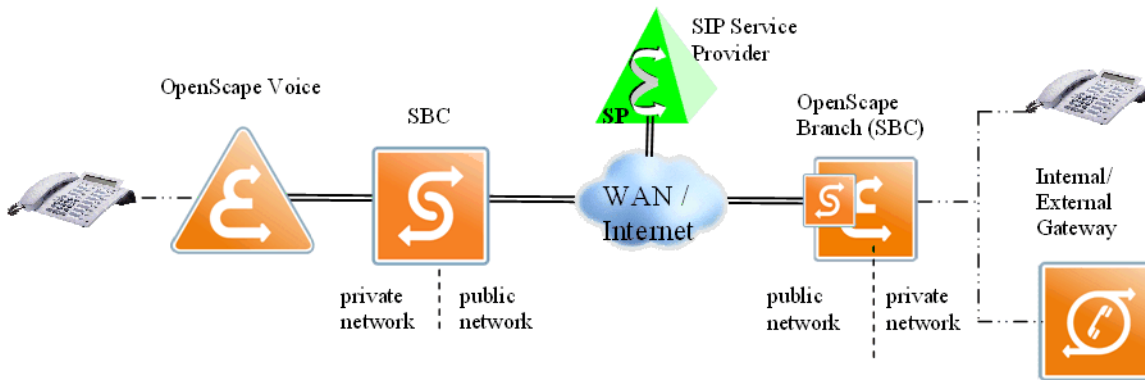 SIP Service
Provider
OpenScape Voice
SBC
SP
OpenScape
Branch (SBC)
WAN /
Internet
Internal/
External
Gateway
private
network
public
network
public
network
private
network